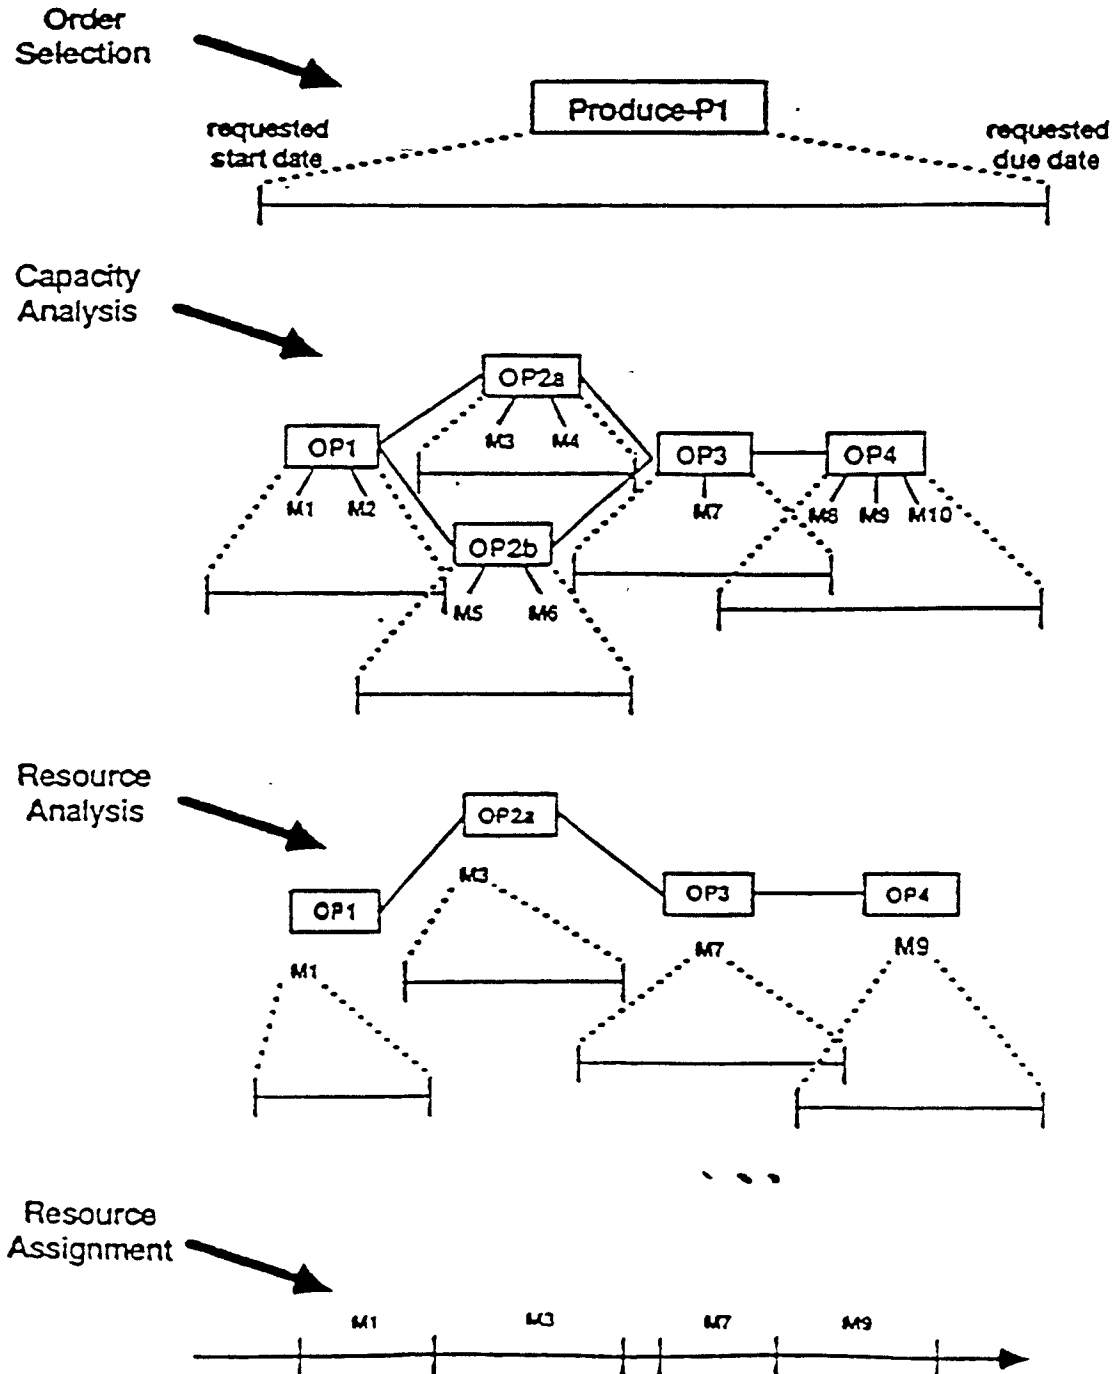 Order
Selection
Produce-P1
requested
start date
requested
due date
Capacity
Analysis
OP2a
M3 M4
OP1
M1 M2
OP3
M7
OP4
M8 M9 M10
OP2b
M5 M6
Resource
Analysis
OP2a
M3
OP1
M1
OP3
M7
OP4
M9
Resource
Assignment
M1 M3 M7 M9